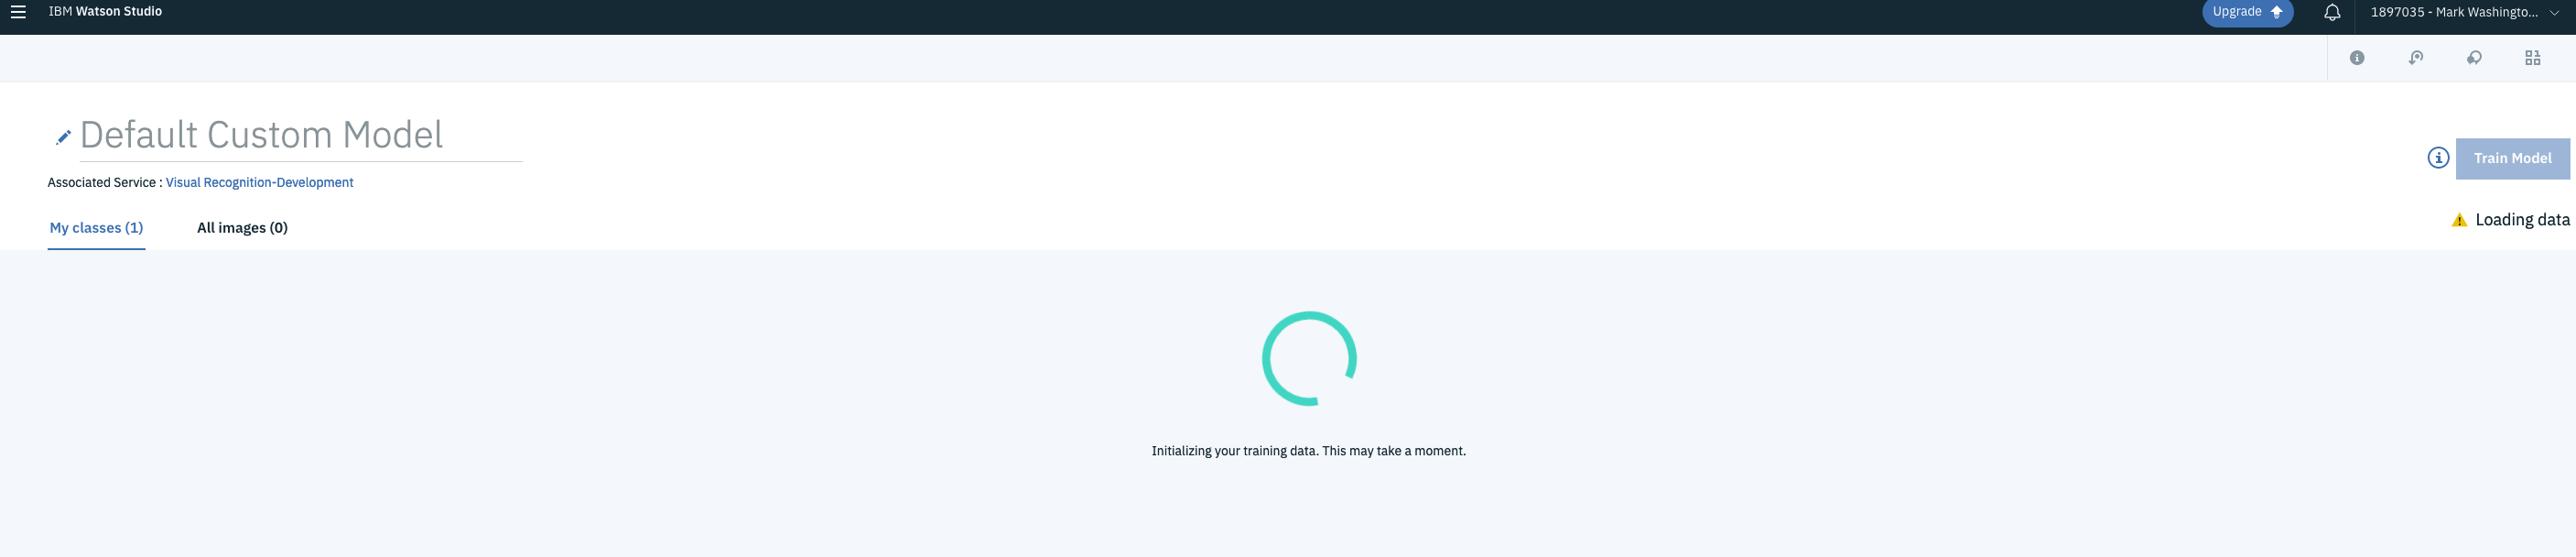 IBM Watson Studio
Upgrade
1897035 - Mark Washingto...
Default Custom Model
Train Model
Associated Service : Visual Recognition-Development
My classes (1)
All images (0)
Loading data
Initializing your training data. This may take a moment.